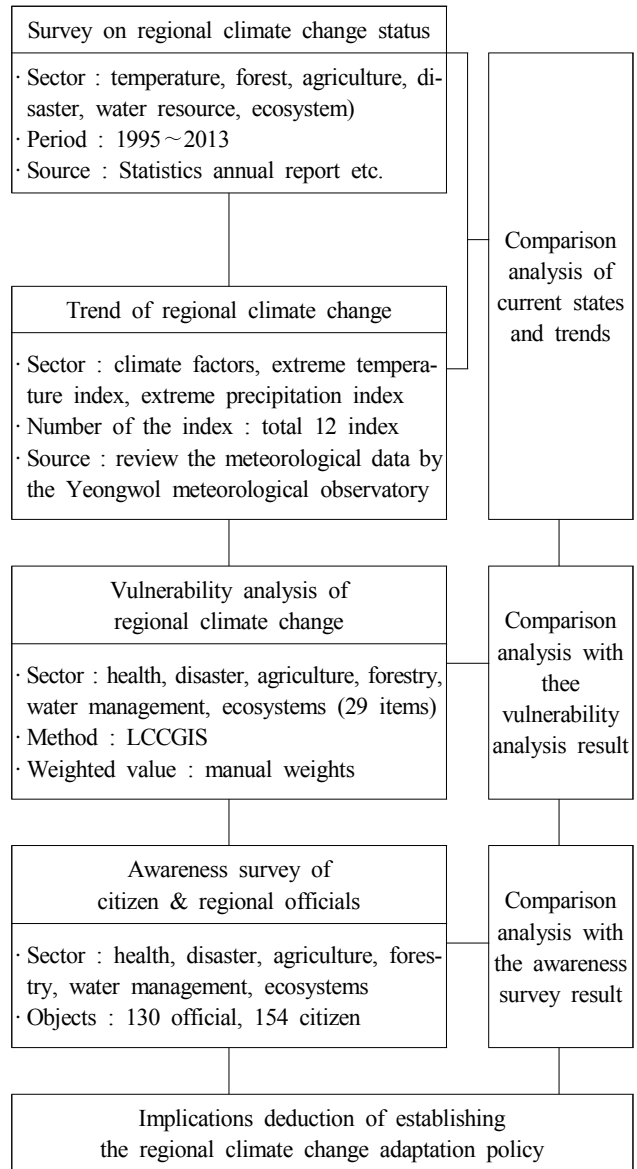 Survey on regional climate change status
· Sector : temperature, forest, agriculture, di-
saster, water resource, ecosystem)
· Period : 1995～2013
· Source : Statistics annual report etc.
Trend of regional climate change
· Sector : climate factors, extreme tempera-
ture index, extreme precipitation index
· Number of the index : total 12 index
· Source : review the meteorological data by
the Yeongwol meteorological observatory
Comparison
analysis of
current states
and trends
Vulnerability analysis of
regional climate change
· Sector : health, disaster, agriculture, forestry,
water management, ecosystems (29 items)
· Method : LCCGIS
· Weighted value : manual weights
Comparison
analysis with
thee
vulnerability
analysis result
Awareness survey of
citizen & regional officials
· Sector : health, disaster, agriculture, fores-
try, water management, ecosystems
· Objects : 130 official, 154 citizen
Comparison
analysis with
the awareness
survey result
Implications deduction of establishing
the regional climate change adaptation policy